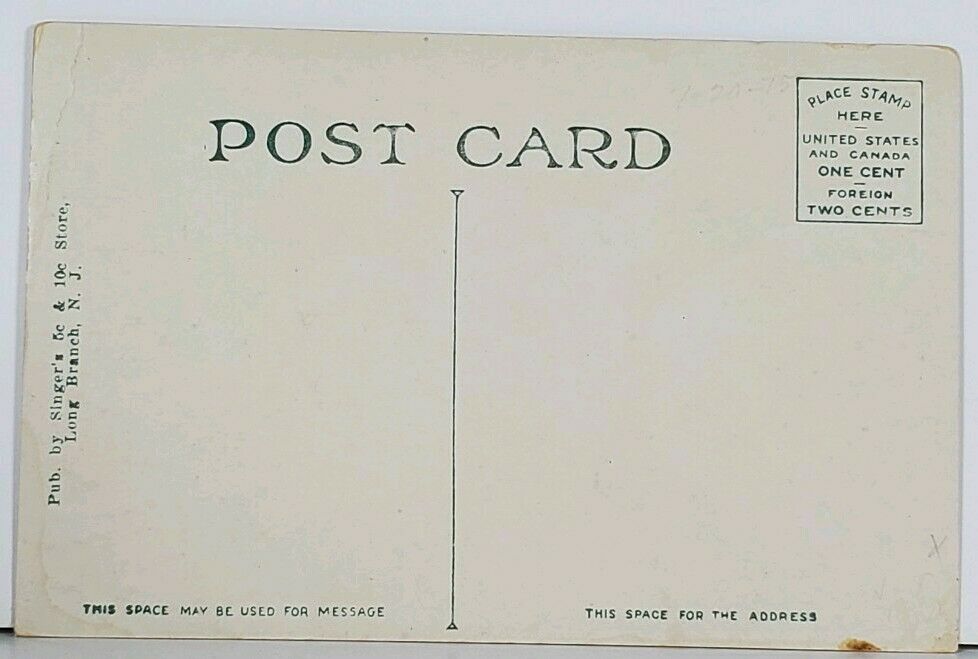 POST CARD
PLACE STAMP
HERE
UNITED STATES
AND CANADA
ONE CENT
FOREIGN
TWO CENTS
Pub. by Singer's 5c & 10c Store,
Long Branch, N. J.
THIS SPACE MAY BE USED FOR MESSAGE
THIS SPACE FOR THE ADDRESS
X